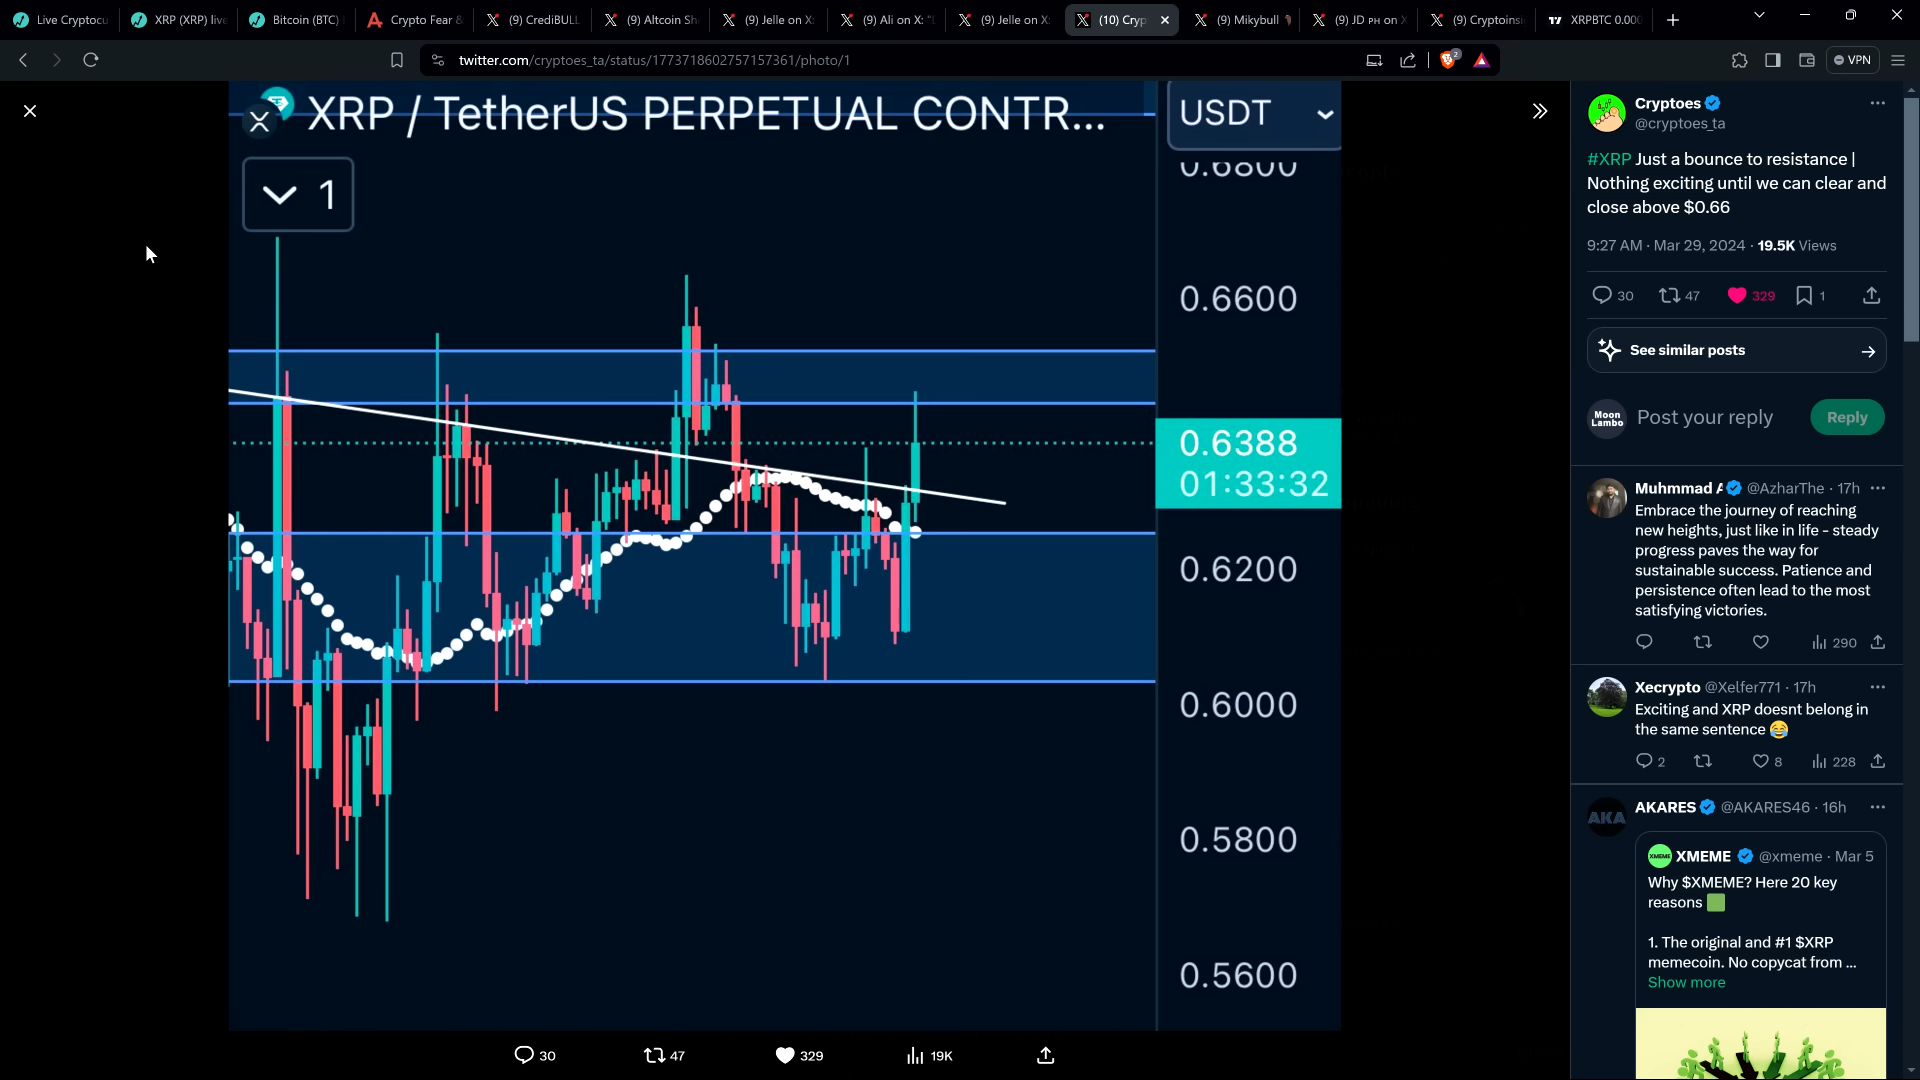 Live Cryptocu
XRP (XRP) live
Bitcoin (BTC)
Crypto Fear &
(9) CrediBULL
(9) Altcoin Sh
(9) Jelle on X:
(9) Ali on X: "
(9) Jelle on X:
(10) Cryp
(9) Mikybull
(9) JD PH on X
(9) Cryptoinsi
XRPBTC 0.000
twitter.com/cryptoes_ta/status/1773718602757157361/photo/1
2
VPN
XRP / TetherUS PERPETUAL CONTR...
1
USDT
0.6800
0.6600
0.6388
01:33:32
0.6200
0.6000
0.5800
0.5600
30
47
329
19K
Cryptoes
@cryptoes_ta
#XRP Just a bounce to resistance |
Nothing exciting until we can clear and
close above $0.66
9:27 AM · Mar 29, 2024 · 19.5K Views
30
47
329
1
See similar posts
Moon
Lambo
Post your reply
Reply
Muhmmad A @AzharThe · 17h
Embrace the journey of reaching
new heights, just like in life - steady
progress paves the way for
sustainable success. Patience and
persistence often lead to the most
satisfying victories.
290
Xecrypto @Xelfer771 · 17h
Exciting and XRP doesnt belong in
the same sentence 😂
2
8
228
AKA
AKARES @AKARES46 · 16h
XMEME
XMEME @xmeme · Mar 5
Why $XMEME? Here 20 key
reasons 🟩
1. The original and #1 $XRP
memecoin. No copycat from ...
Show more